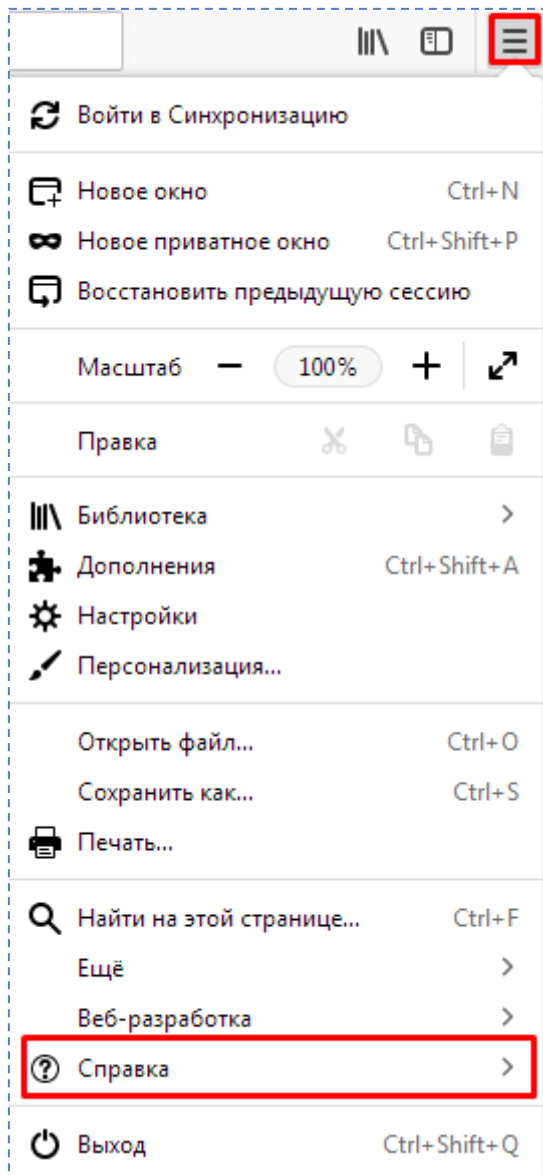 Войти в Синхронизацию
Новое окно Ctrl+N
Новое приватное окно Ctrl+Shift+P
Восстановить предыдущую сессию
Масштаб 100%
Правка
Библиотека
Дополнения Ctrl+Shift+A
Настройки
Персонализация...
Открыть файл... Ctrl+O
Сохранить как... Ctrl+S
Печать...
Найти на этой странице... Ctrl+F
Ещё
Веб-разработка
Справка
Выход Ctrl+Shift+Q